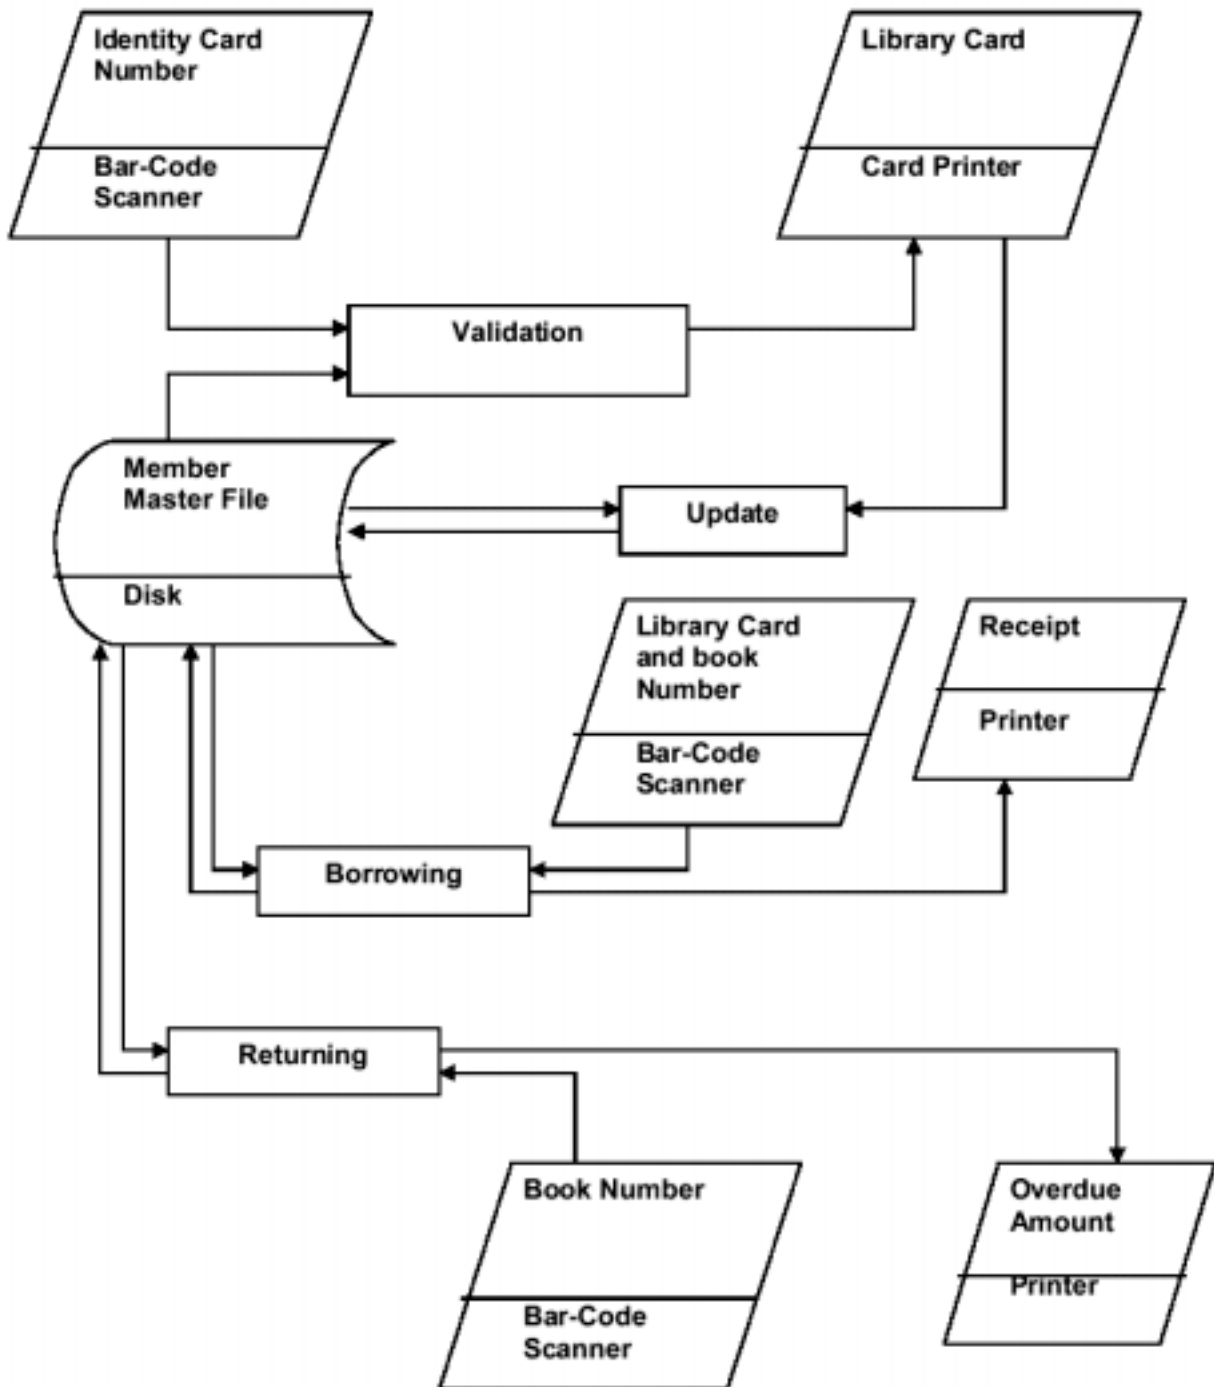 Identity Card
Number
Bar-Code
Scanner
Library Card
Card Printer
Validation
Member
Master File
Disk
Update
Library Card
and book
Number
Bar-Code
Scanner
Receipt
Printer
Borrowing
Returning
Book Number
Bar-Code
Scanner
Overdue
Amount
Printer